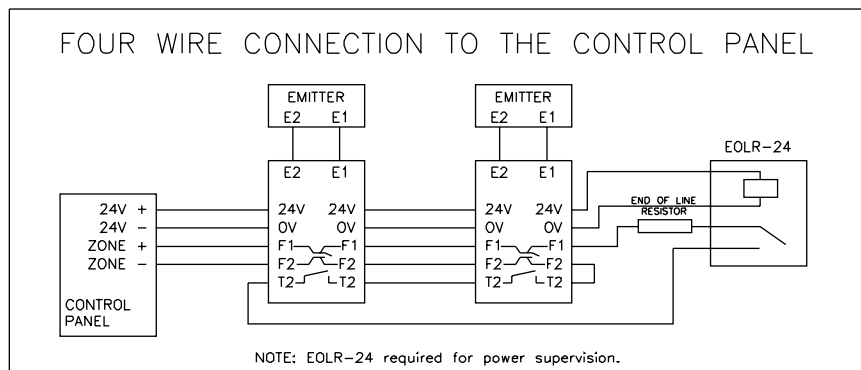 FOUR WIRE CONNECTION TO THE CONTROL PANEL
EMITTER
E2 E1
EMITTER
E2 E1
EOLR-24
E2 E1
E2 E1
24V +
24V -
ZONE +
ZONE -
CONTROL
PANEL
24V 24V
0V 0V
F1 F1
F2 F2
T2 T2
24V 24V
0V 0V
F1 F1
F2 F2
T2 T2
END OF LINE
RESISTOR
NOTE: EOLR-24 required for power supervision.